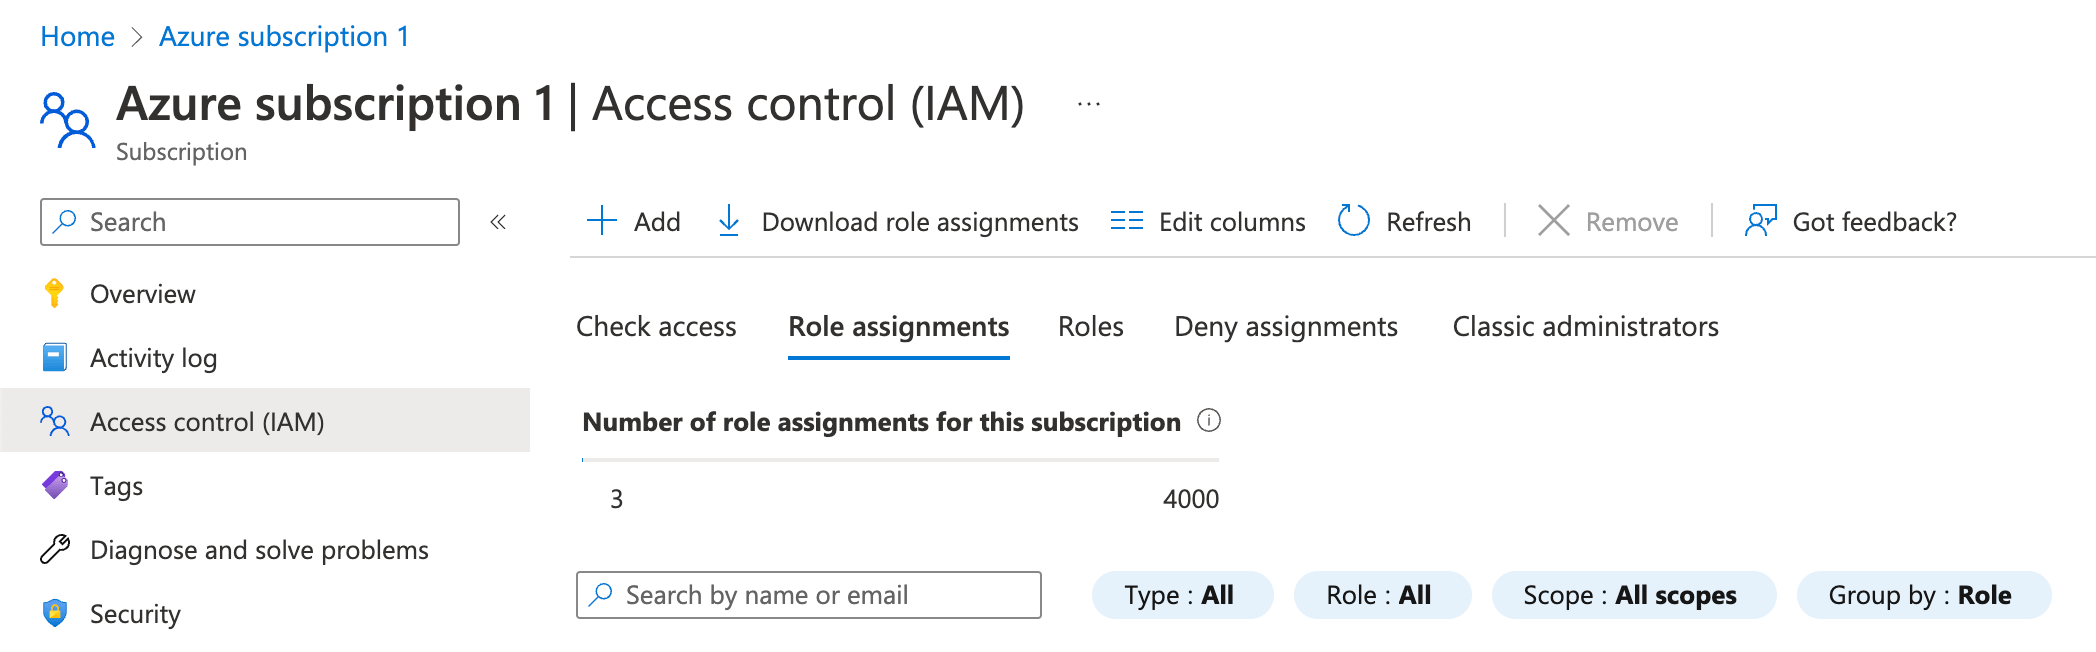 Home > Azure subscription 1
Azure subscription 1 | Access control (IAM) ...
Subscription
Search «
Add Download role assignments Edit columns Refresh Remove Got feedback?
Overview
Activity log
Access control (IAM)
Tags
Diagnose and solve problems
Security
Check access Role assignments Roles Deny assignments Classic administrators
Number of role assignments for this subscription
3 4000
Search by name or email Type : All Role : All Scope : All scopes Group by : Role